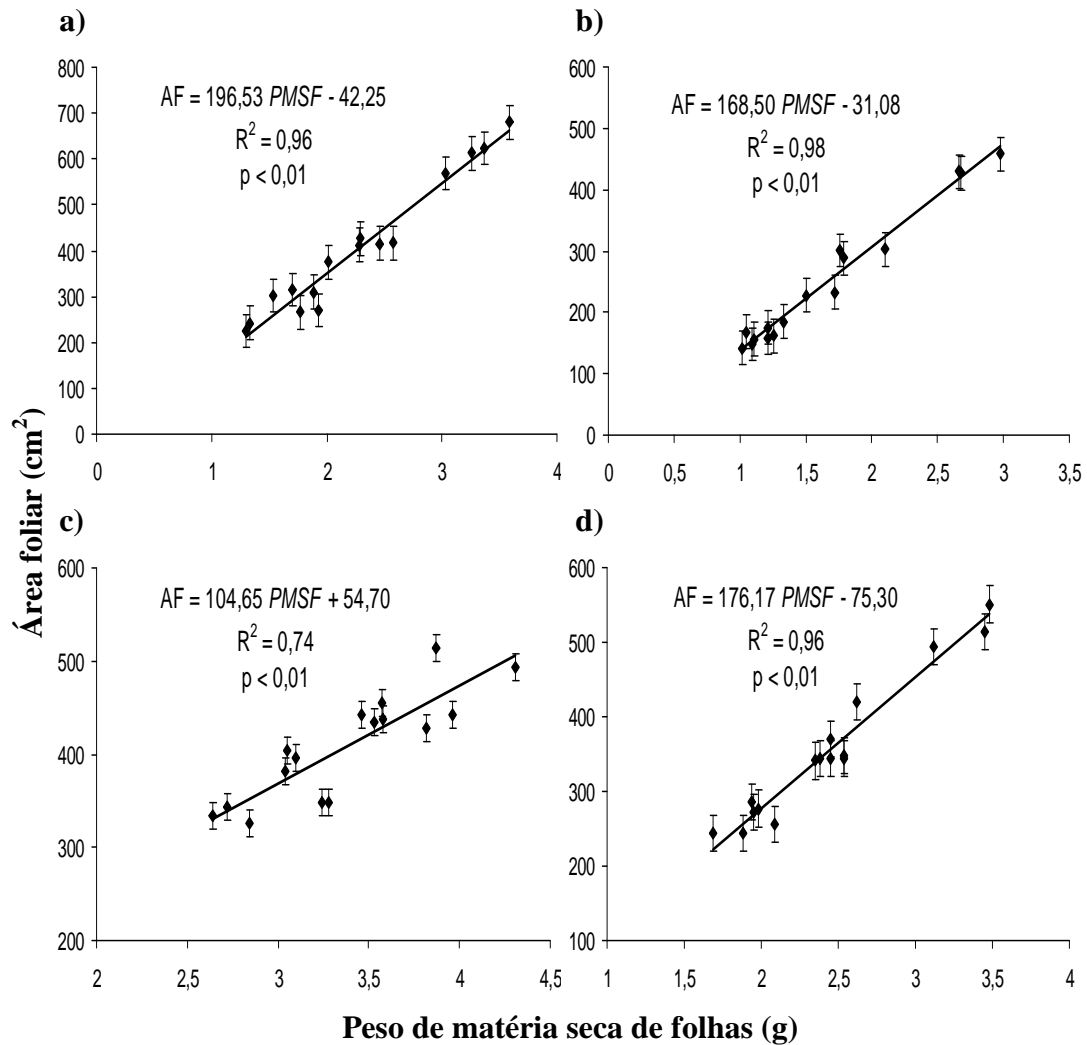 a)
AF = 196,53 PMSF - 42,25
R² = 0,96
p < 0,01
800
700
600
500
400
300
200
100
0
0 1 2 3 4
b)
AF = 168,50 PMSF - 31,08
R² = 0,98
p < 0,01
600
500
400
300
200
100
0
0 0,5 1 1,5 2 2,5 3 3,5
Área foliar (cm²)
c)
AF = 104,65 PMSF + 54,70
R² = 0,74
p < 0,01
600
500
400
300
200
2 2,5 3 3,5 4 4,5
d)
AF = 176,17 PMSF - 75,30
R² = 0,96
p < 0,01
600
500
400
300
200
100
1 1,5 2 2,5 3 3,5 4
Peso de matéria seca de folhas (g)